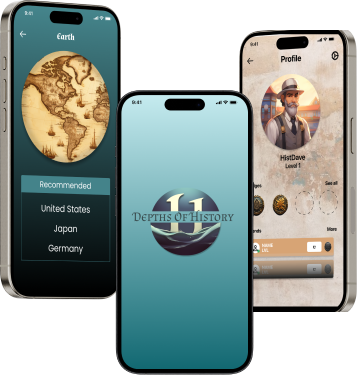 9:41
Earth
Recommended
United States
Japan
Germany
9:41
DEPTHS OF HISTORY
9:41
Profile
HistDave
Level 1
See all
More